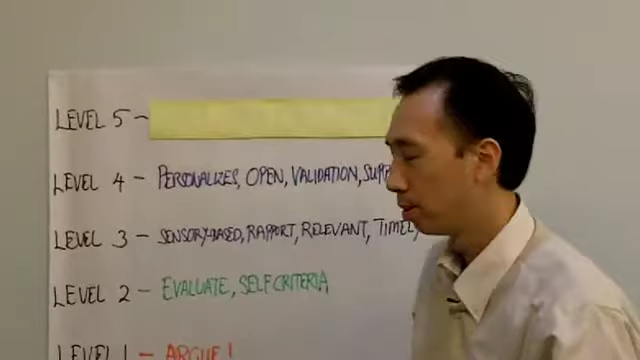 LEVEL 5 -
LEVEL 4 - PERSONALIZES, OPEN, VALIDATION,
LEVEL 3 - SENSORY-BASED, RAPPORT, RELEVANT, TIMELY
LEVEL 2 - EVALUATE, SELF CRITERIA
LEVEL 1 - ARGUE!